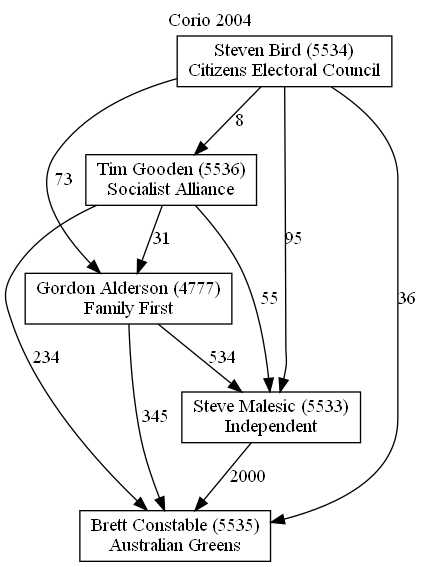 Corio 2004
Steven Bird (5534)
Citizens Electoral Council
8
Tim Gooden (5536)
Socialist Alliance
73
31
95
Gordon Alderson (4777)
Family First
55
36
234
534
345
Steve Malesic (5533)
Independent
2000
Brett Constable (5535)
Australian Greens